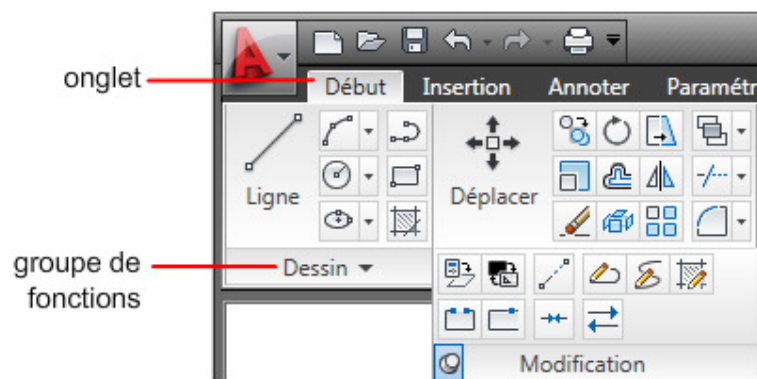 onglet
Début Insertion Annoter Paramétr
Ligne
Déplacer
groupe de
fonctions
Dessin
Modification